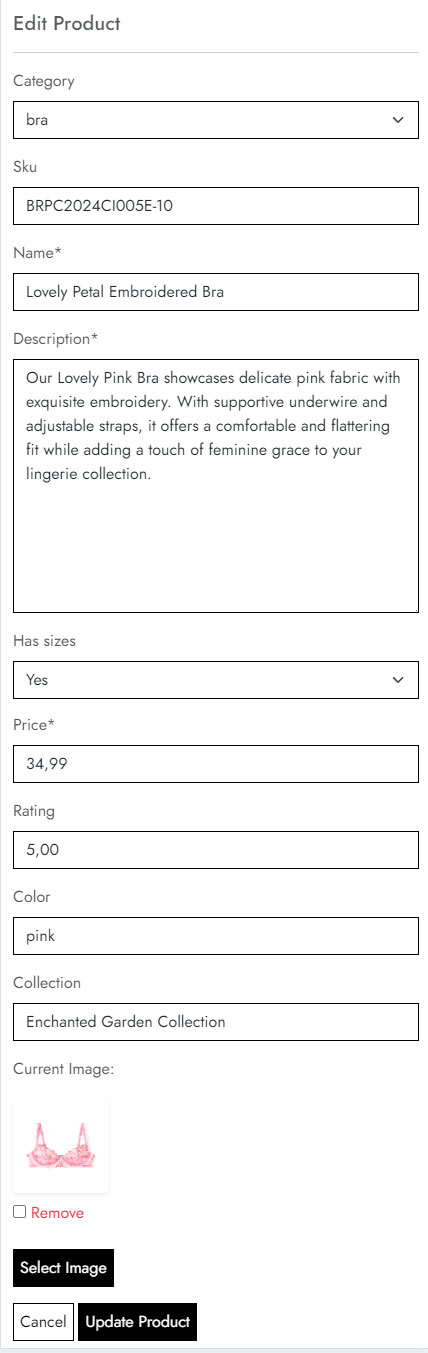 Edit Product
Category
bra
Sku
BRPC2024CI005E-10
Name*
Lovely Petal Embroidered Bra
Description*
Our Lovely Pink Bra showcases delicate pink fabric with
exquisite embroidery. With supportive underwire and
adjustable straps, it offers a comfortable and flattering
fit while adding a touch of feminine grace to your
lingerie collection.
Has sizes
Yes
Price*
34,99
Rating
5,00
Color
pink
Collection
Enchanted Garden Collection
Current Image:
Remove
Select Image
Cancel Update Product